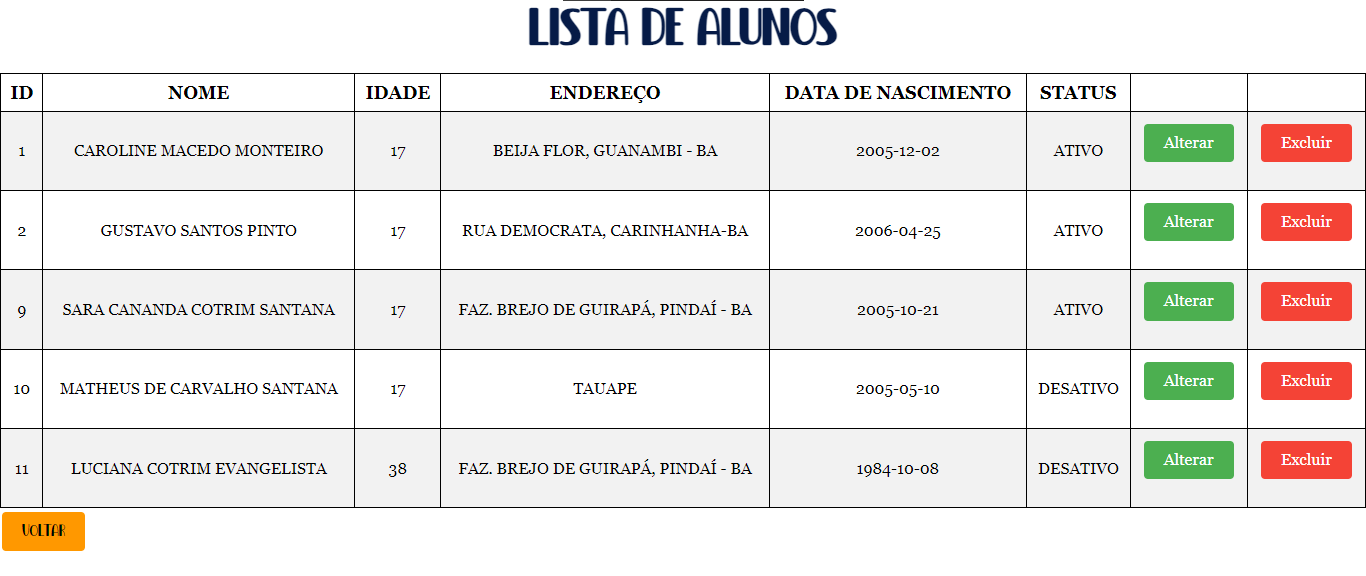 LISTA DE ALUNOS
ID NOME IDADE ENDEREÇO DATA DE NASCIMENTO STATUS
1 CAROLINE MACEDO MONTEIRO 17 BEIJA FLOR, GUANAMBI - BA 2005-12-02 ATIVO Alterar Excluir
2 GUSTAVO SANTOS PINTO 17 RUA DEMOCRATA, CARINHANHA-BA 2006-04-25 ATIVO Alterar Excluir
9 SARA CANANDA COTRIM SANTANA 17 FAZ. BREJO DE GUIRAPÁ, PINDAÍ - BA 2005-10-21 ATIVO Alterar Excluir
10 MATHEUS DE CARVALHO SANTANA 17 TAUAPE 2005-05-10 DESATIVO Alterar Excluir
11 LUCIANA COTRIM EVANGELISTA 38 FAZ. BREJO DE GUIRAPÁ, PINDAÍ - BA 1984-10-08 DESATIVO Alterar Excluir
VOLTAR